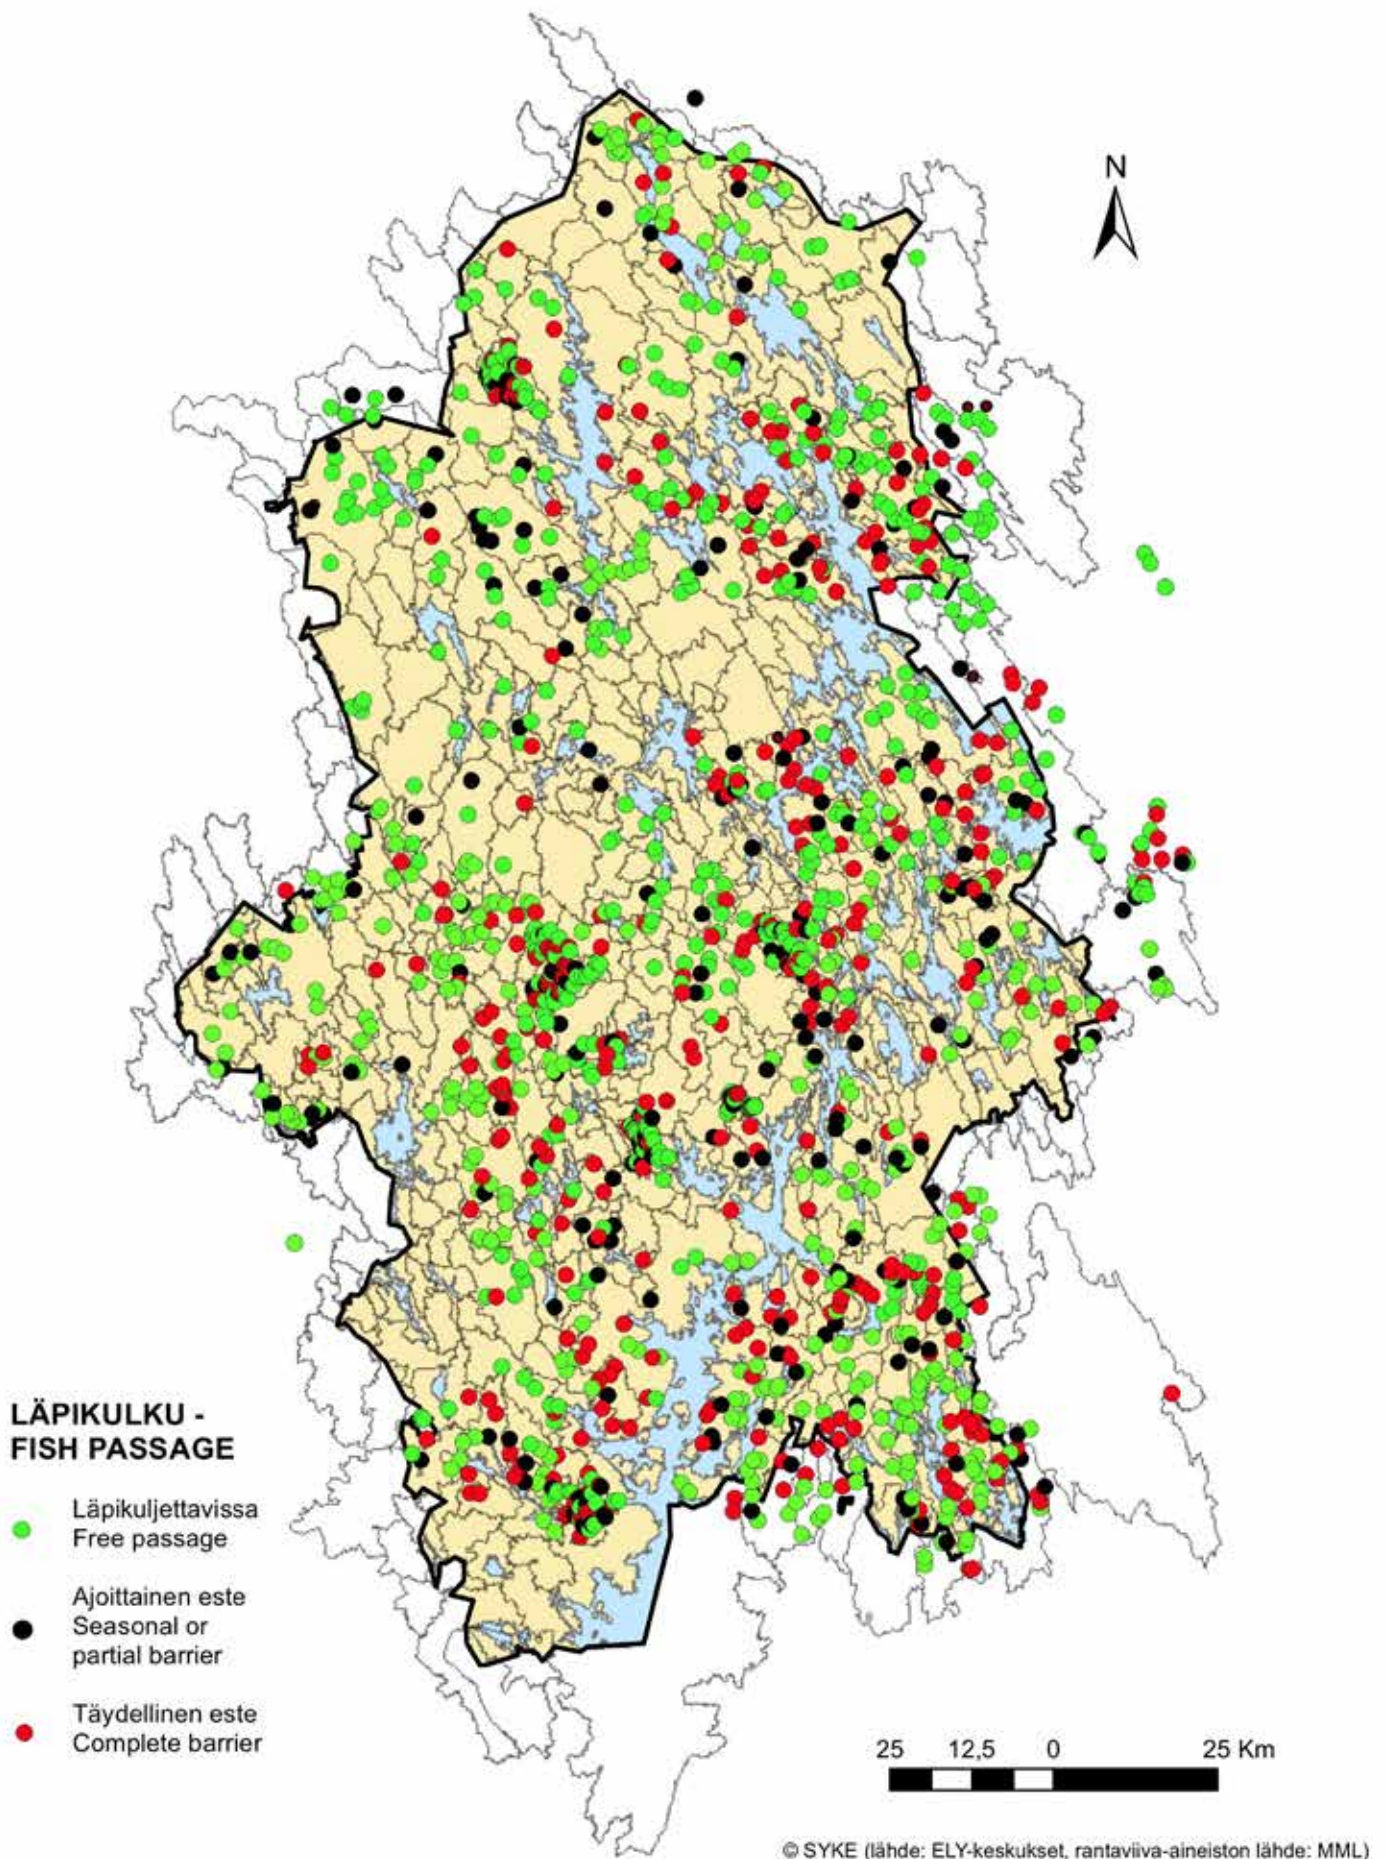 N
LÄPIKULKU -
FISH PASSAGE
Läpikuljettavissa
Free passage
Ajoittainen este
Seasonal or
partial barrier
Täydellinen este
Complete barrier
25 12,5 0 25 Km
© SYKE (lähde: ELY-keskukset, rantaviiva-aineiston lähde: MML)